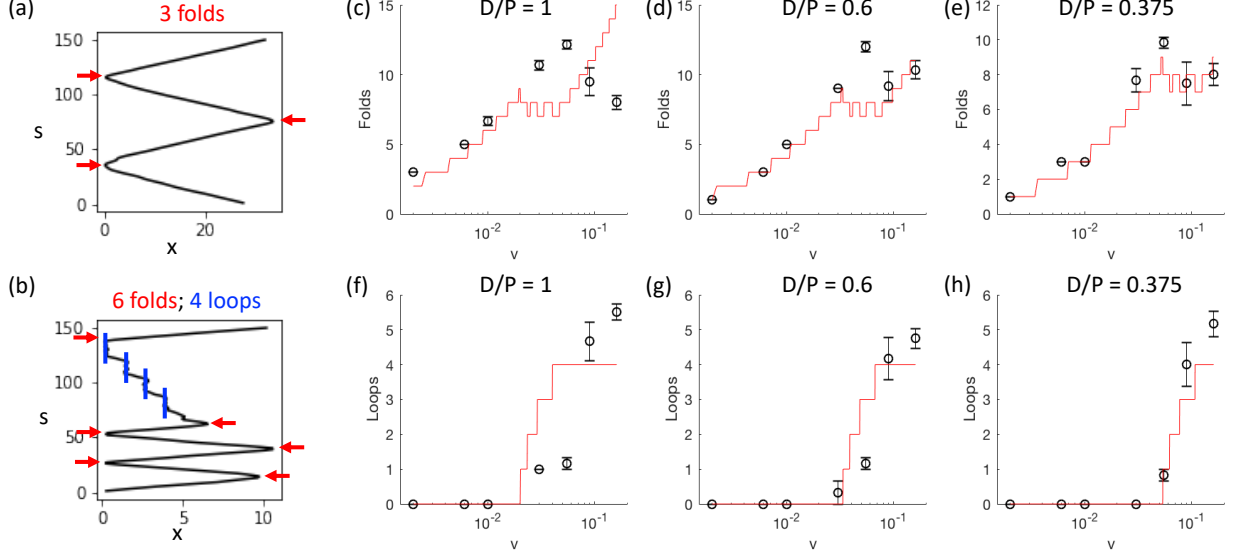 (a)
3 folds
150
100
50
0
s
0
20
x
(b)
6 folds; 4 loops
150
100
50
0
s
0
5
10
x
(c)
D/P = 1
15
10
5
0
Folds
10-2
10-1
v
(d)
D/P = 0.6
15
10
5
0
Folds
10-2
10-1
v
(e)
D/P = 0.375
12
10
8
6
4
2
0
Folds
10-2
10-1
v
(f)
D/P = 1
6
5
4
3
2
1
0
Loops
10-2
10-1
v
(g)
D/P = 0.6
6
5
4
3
2
1
0
Loops
10-2
10-1
v
(h)
D/P = 0.375
6
5
4
3
2
1
0
Loops
10-2
10-1
v